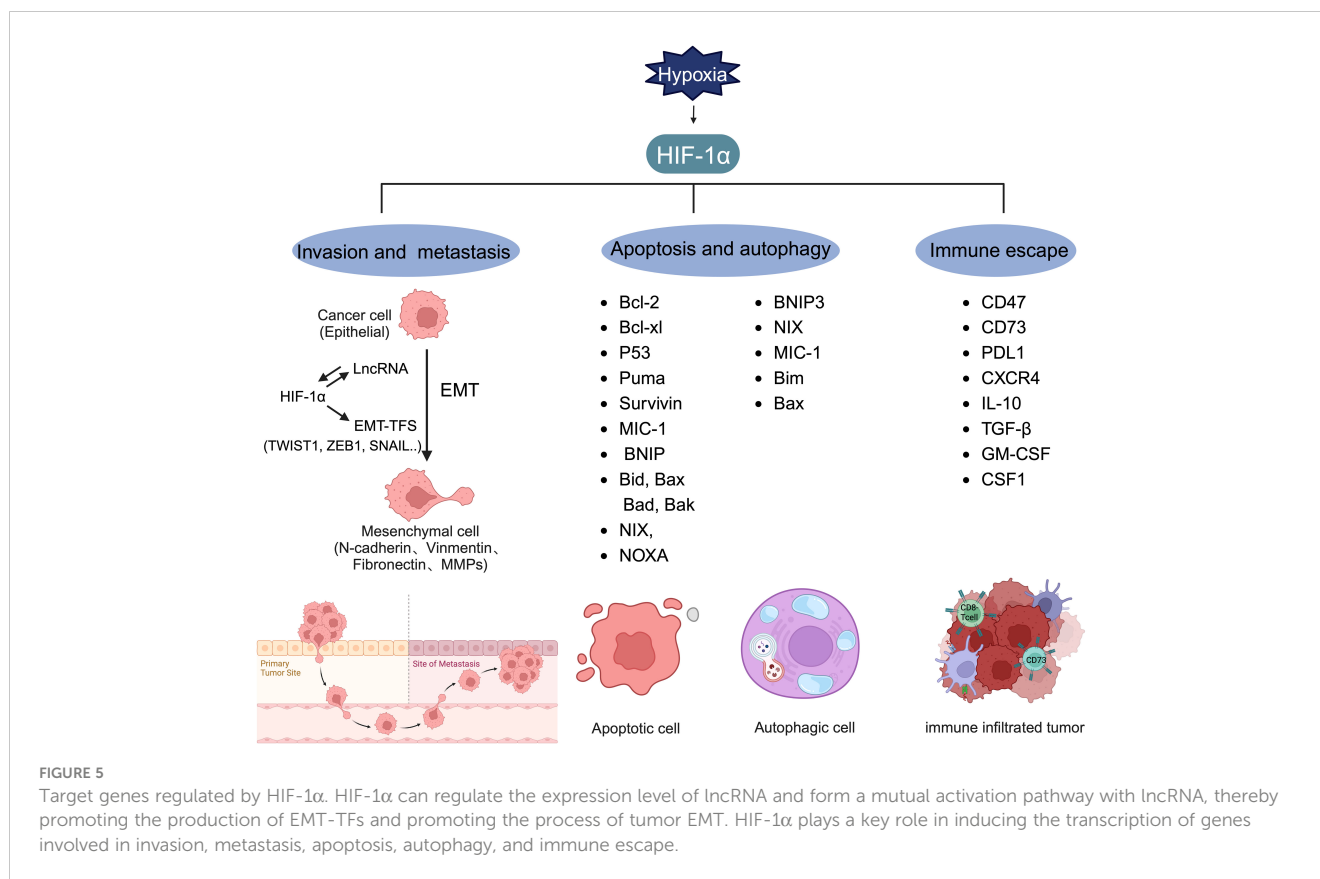 Hypoxia
HIF-1α
Invasion and metastasis
Cancer cell
(Epithelial)
LncRNA
HIF-1α
EMT
EMT-TFS
(TWIST1, ZEB1, SNAIL..)
Mesenchymal cell
(N-cadherin、Vinmentin、
Fibronectin、MMPs)
Primary
Tumor Site
Site of Metastasis
Apoptosis and autophagy
• Bcl-2
• Bcl-xl
• P53
• Puma
• Survivin
• MIC-1
• BNIP
• Bid, Bax
Bad, Bak
• NIX,
• NOXA
• BNIP3
• NIX
• MIC-1
• Bim
• Bax
Apoptotic cell
Autophagic cell
Immune escape
• CD47
• CD73
• PDL1
• CXCR4
• IL-10
• TGF-β
• GM-CSF
• CSF1
CD8-
Tcell
CD73
immune infiltrated tumor
FIGURE 5
Target genes regulated by HIF-1α. HIF-1α can regulate the expression level of lncRNA and form a mutual activation pathway with lncRNA, thereby
promoting the production of EMT-TFs and promoting the process of tumor EMT. HIF-1α plays a key role in inducing the transcription of genes
involved in invasion, metastasis, apoptosis, autophagy, and immune escape.